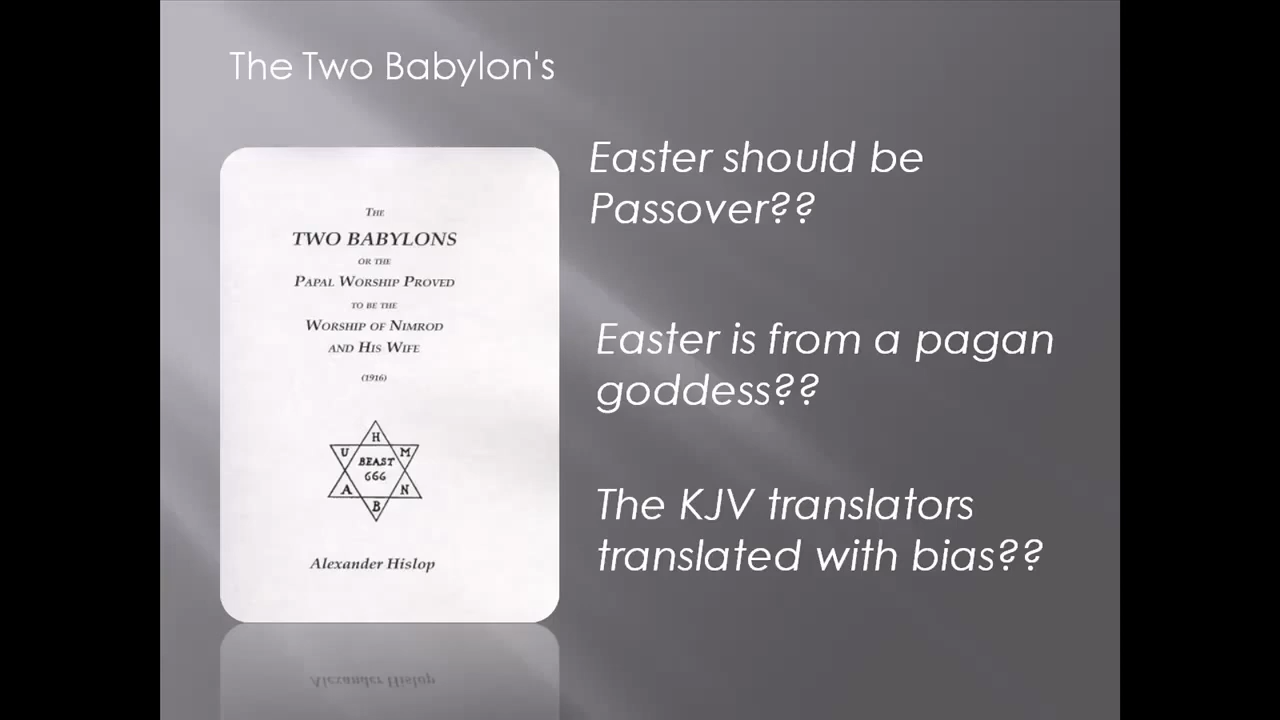 The Two Babylon's
THE
TWO BABYLONS
OR THE
PAPAL WORSHIP PROVED
TO BE THE
WORSHIP OF NIMROD
AND HIS WIFE
(1916)
H
U M
BEAST
666
A N
B
Alexander Hislop
Easter should be
Passover??
Easter is from a pagan
goddess??
The KJV translators
translated with bias??